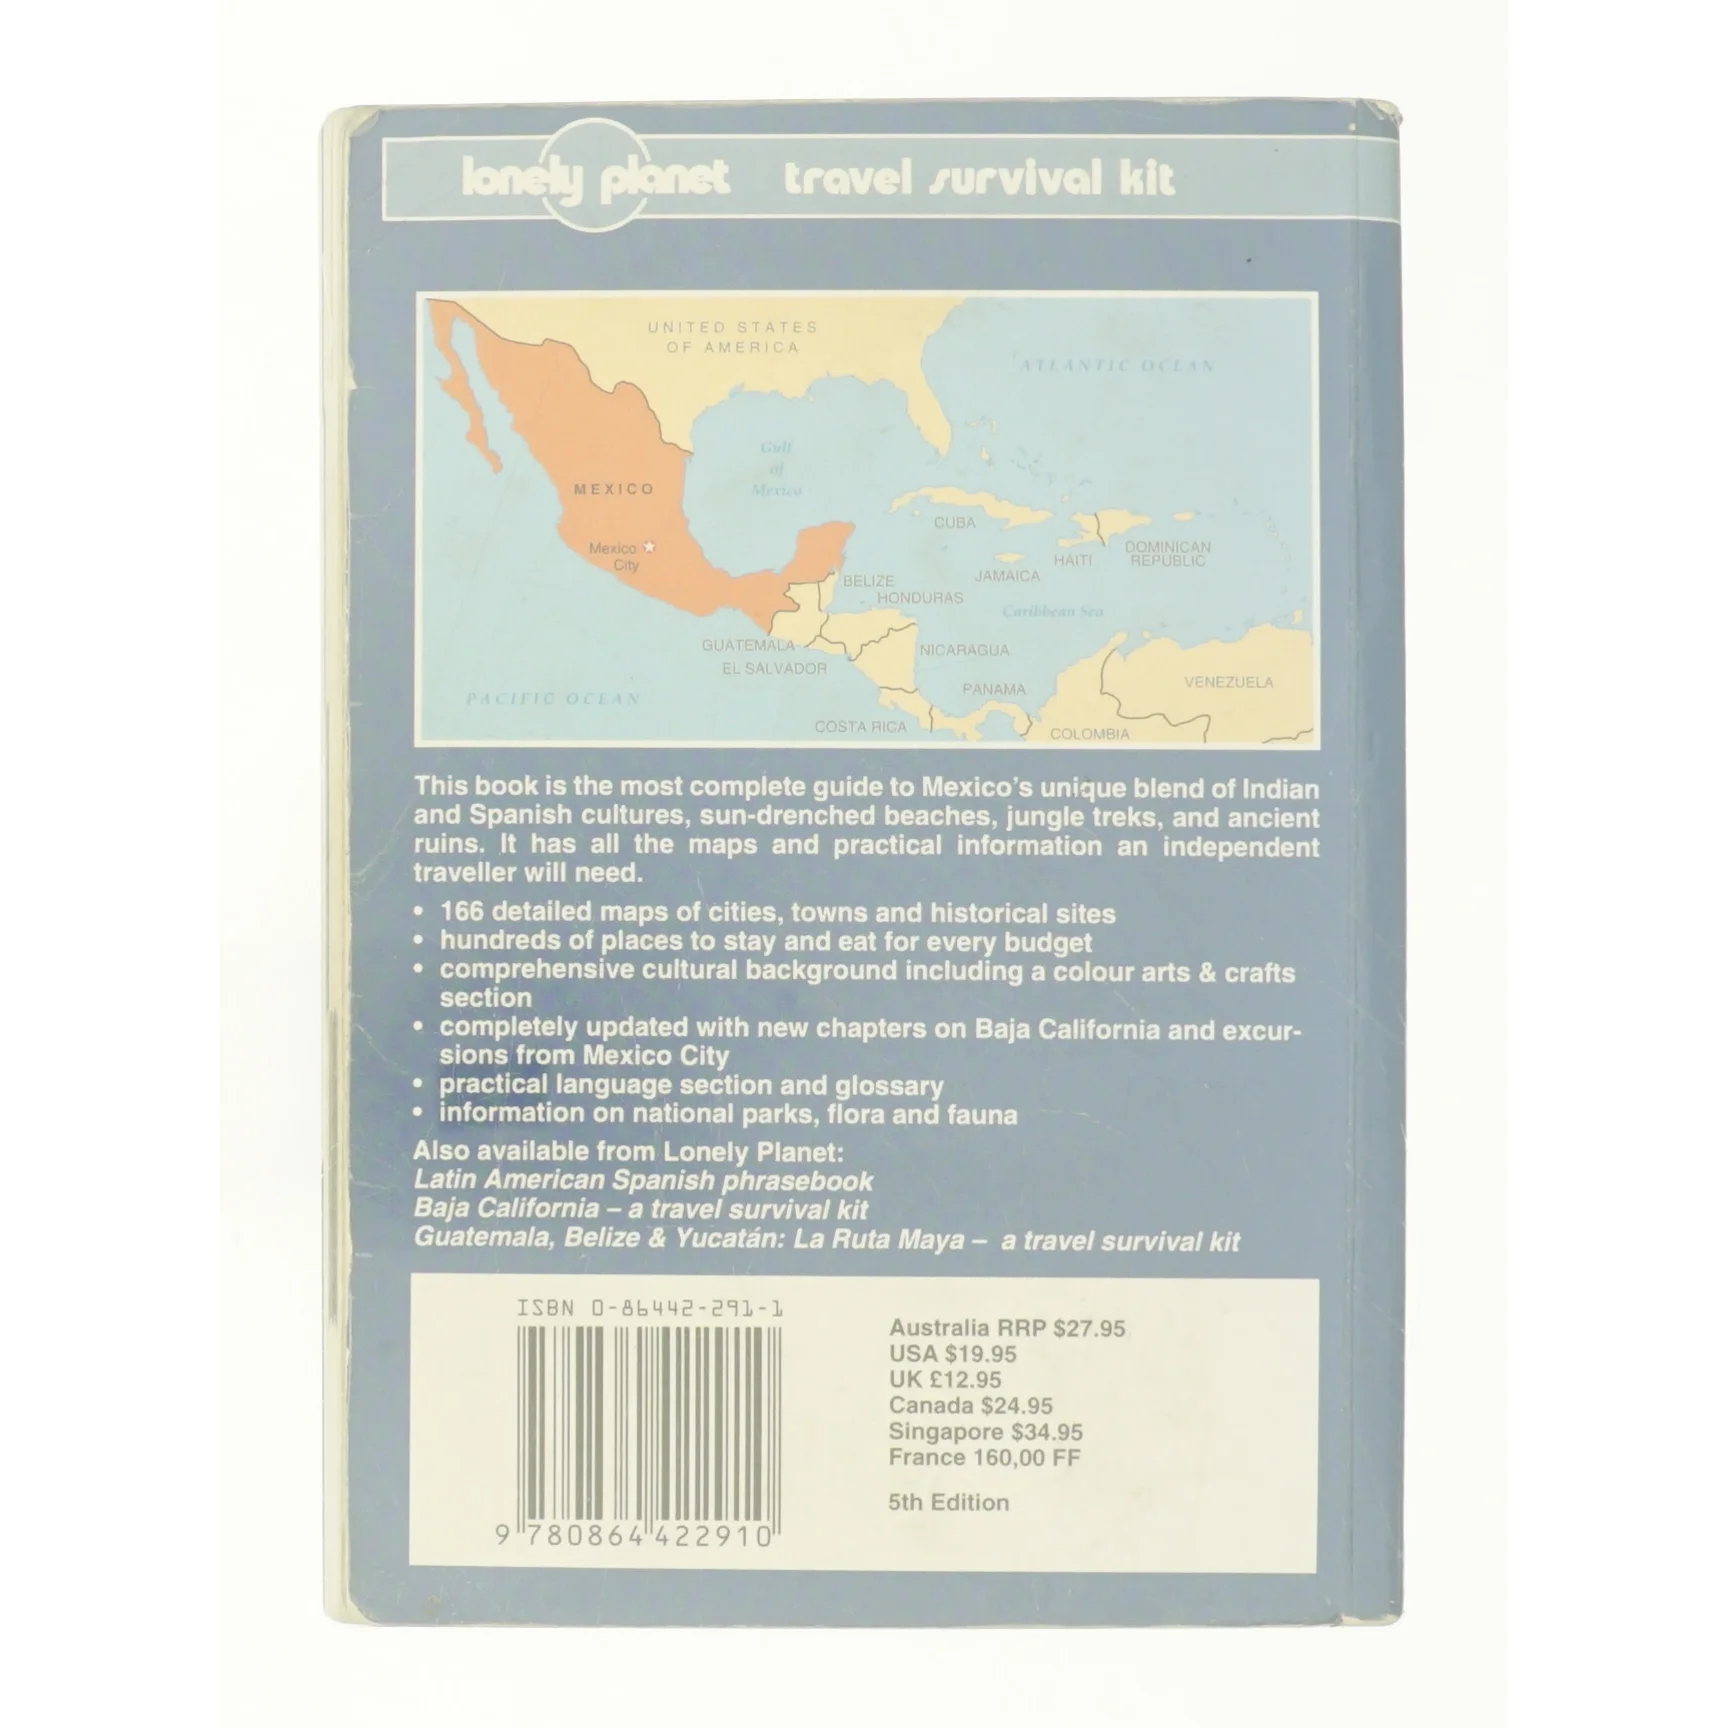 lonely planet travel survival kit
UNITED STATES
OF AMERICA
ATLANTIC OCEAN
Gulf
of
Mexico
MEXICO
Mexico
City
CUBA
HAITI
DOMINICAN
REPUBLIC
JAMAICA
BELIZE
HONDURAS
Caribbean Sea
GUATEMALA
EL SALVADOR
NICARAGUA
PANAMA
VENEZUELA
PACIFIC OCEAN
COSTA RICA
COLOMBIA
This book is the most complete guide to Mexico's unique blend of Indian
and Spanish cultures, sun-drenched beaches, jungle treks, and ancient
ruins. It has all the maps and practical information an independent
traveller will need.
• 166 detailed maps of cities, towns and historical sites
• hundreds of places to stay and eat for every budget
• comprehensive cultural background including a colour arts & crafts
section
• completely updated with new chapters on Baja California and excur-
sions from Mexico City
• practical language section and glossary
• information on national parks, flora and fauna
Also available from Lonely Planet:
Latin American Spanish phrasebook
Baja California – a travel survival kit
Guatemala, Belize & Yucatán: La Ruta Maya – a travel survival kit
ISBN 0-86442-291-1
9 780864 422910
Australia RRP $27.95
USA $19.95
UK £12.95
Canada $24.95
Singapore $34.95
France 160,00 FF
5th Edition